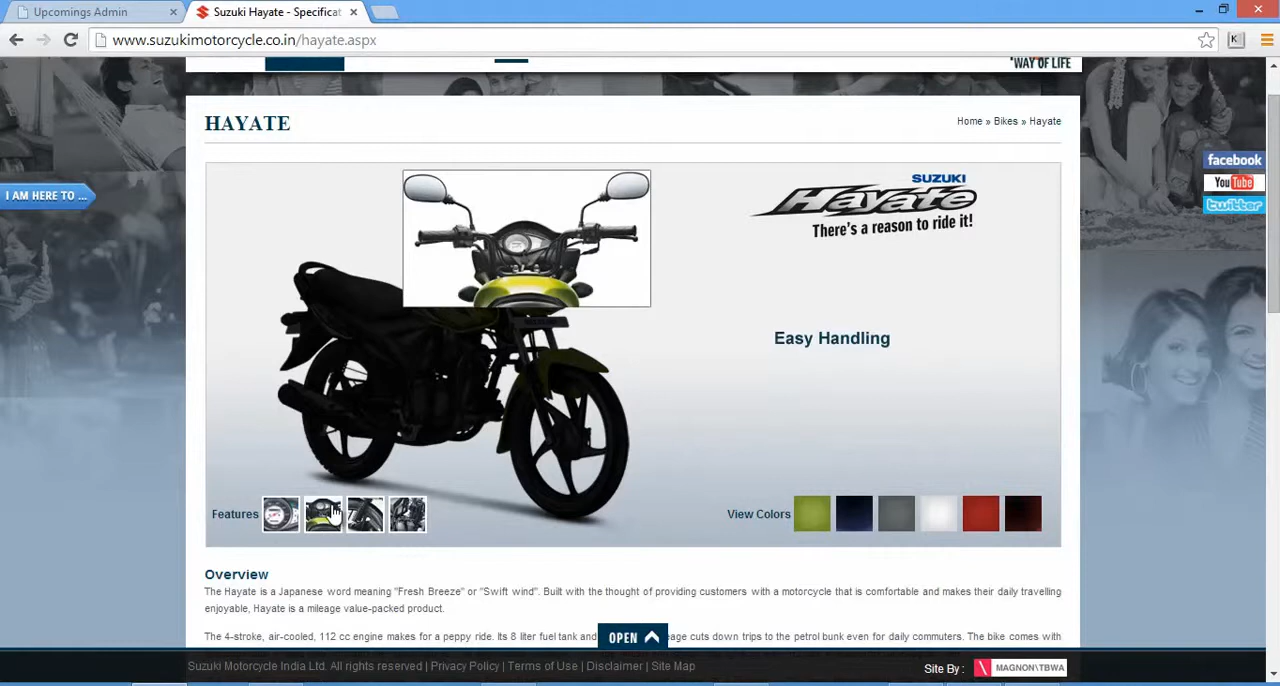 Upcomings Admin
Suzuki Hayate - Specificat
www.suzukimotorcycle.co.in/hayate.aspx
K
WAY OF LIFE
HAYATE
Home » Bikes » Hayate
facebook
YouTube
twitter
I AM HERE TO ...
SUZUKI
Hayate
There's a reason to ride it!
Easy Handling
Features
View Colors
Overview
The Hayate is a Japanese word meaning "Fresh Breeze" or "Swift wind". Built with the thought of providing customers with a motorcycle that is comfortable and makes their daily travelling
enjoyable, Hayate is a mileage value-packed product.
The 4-stroke, air-cooled, 112 cc engine makes for a peppy ride. Its 8 liter fuel tank and eage cuts down trips to the petrol bunk even for daily commuters. The bike comes with
OPEN
Suzuki Motorcycle India Ltd. All rights reserved | Privacy Policy | Terms of Use | Disclaimer | Site Map
Site By :
MAGNON\TBWA